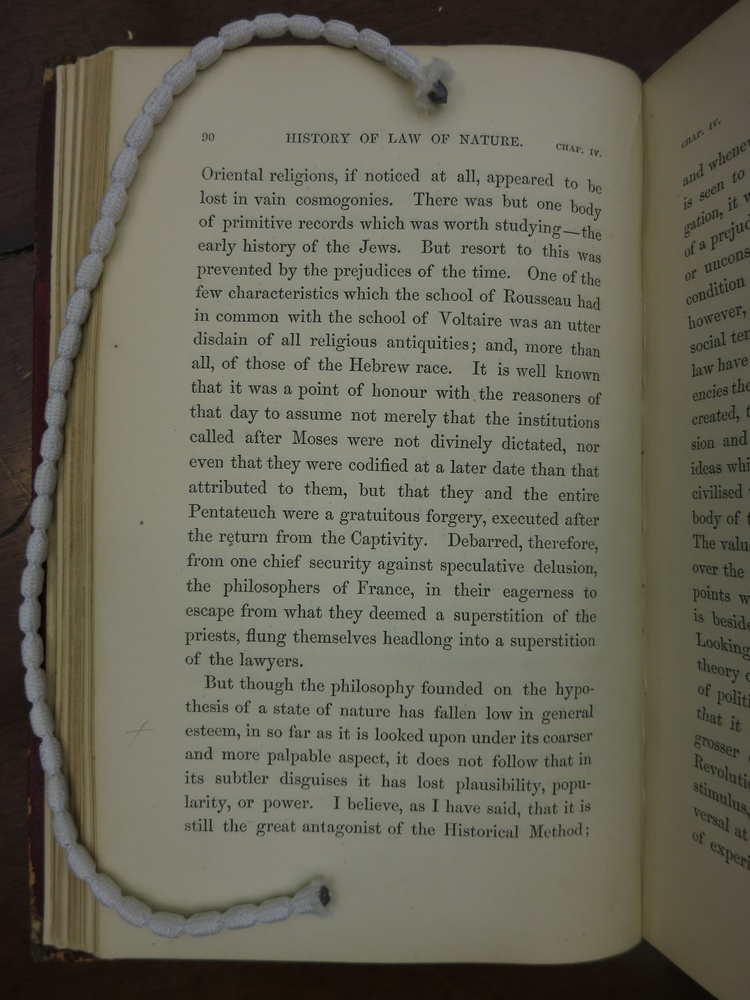 90 HISTORY OF LAW OF NATURE. CHAP. IV.
Oriental religions, if noticed at all, appeared to be
lost in vain cosmogonies. There was but one body
of primitive records which was worth studying—the
early history of the Jews. But resort to this was
prevented by the prejudices of the time. One of the
few characteristics which the school of Rousseau had
in common with the school of Voltaire was an utter
disdain of all religious antiquities; and, more than
all, of those of the Hebrew race. It is well known
that it was a point of honour with the reasoners of
that day to assume not merely that the institutions
called after Moses were not divinely dictated, nor
even that they were codified at a later date than that
attributed to them, but that they and the entire
Pentateuch were a gratuitous forgery, executed after
the return from the Captivity. Debarred, therefore,
from one chief security against speculative delusion,
the philosophers of France, in their eagerness to
escape from what they deemed a superstition of the
priests, flung themselves headlong into a superstition
of the lawyers.
But though the philosophy founded on the hypo-
thesis of a state of nature has fallen low in general
esteem, in so far as it is looked upon under its coarser
and more palpable aspect, it does not follow that in
its subtler disguises it has lost plausibility, popu-
larity, or power. I believe, as I have said, that it is
still the great antagonist of the Historical Method;
CHAP. IV.
and
is seen to
gation, it
of a
or
condition
however,
social
law have
encies
created,
sion and
ideas
civilised
body of
The
over the
points
is
Looking
theory
of
that it
grosser
stimulus,
versal
of